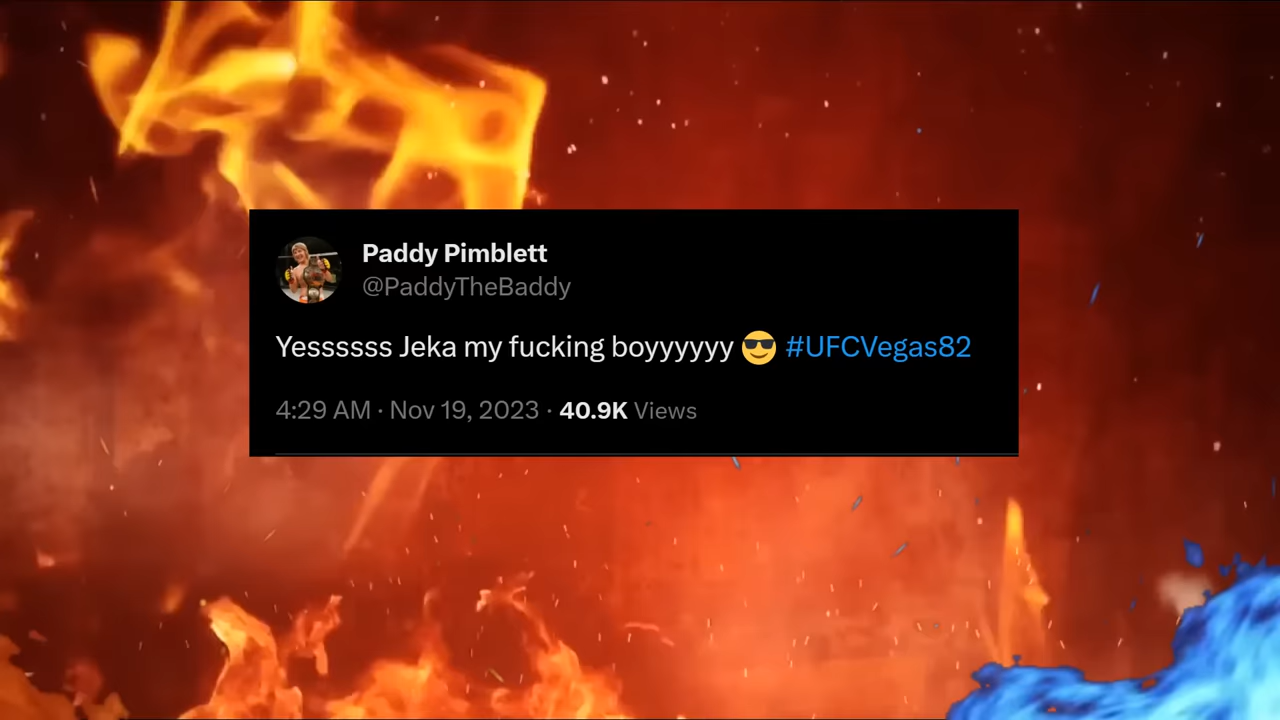 Paddy Pimblett
@PaddyTheBaddy
Yessssss Jeka my fucking boyyyyyy 😎 #UFCVegas82
4:29 AM · Nov 19, 2023 · 40.9K Views